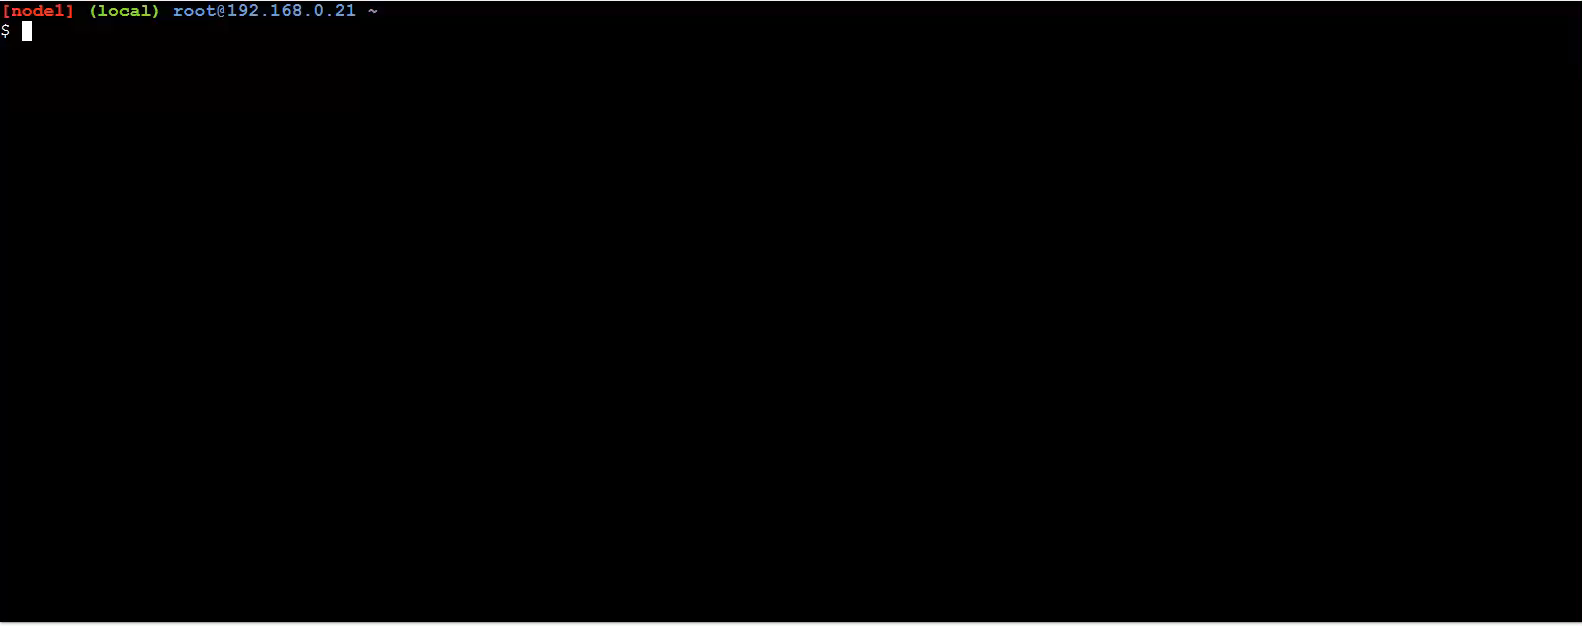 [node1] (local) root@192.168.0.21 ~
$